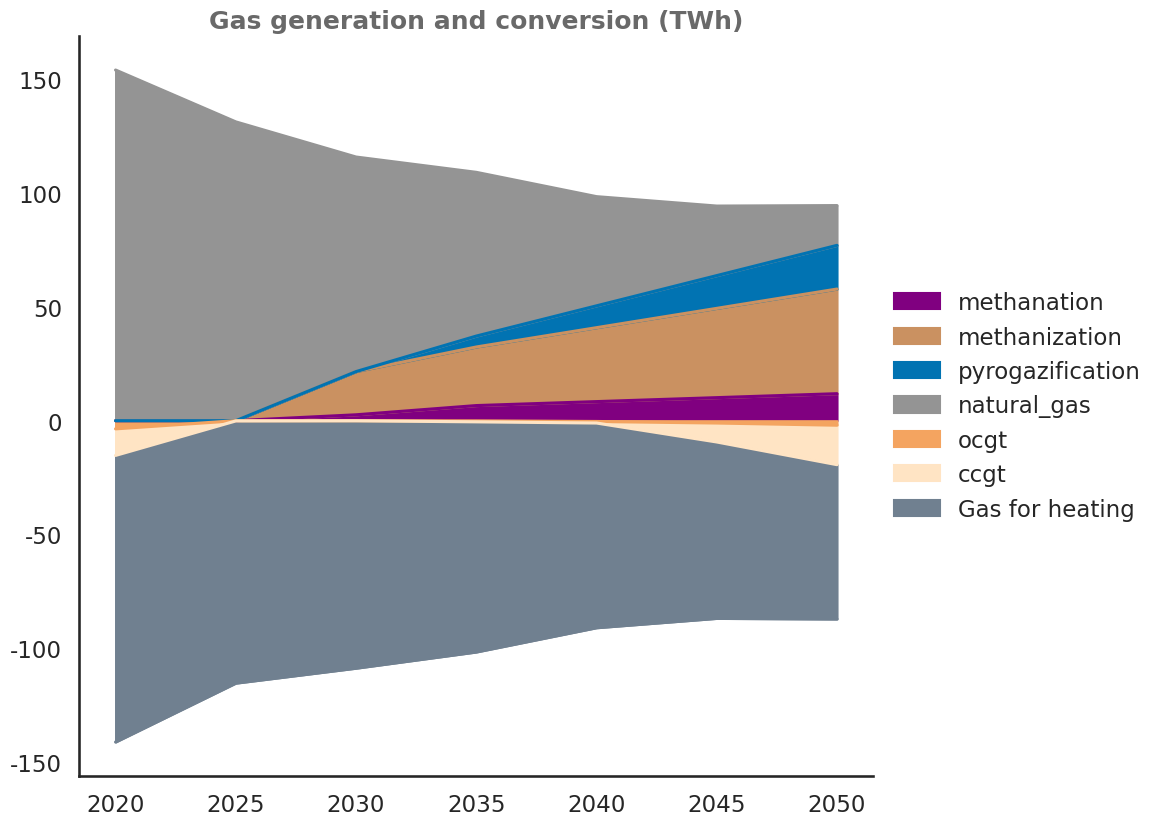 Gas generation and conversion (TWh)
150
100
50
0
-50
-100
-150
2020 2025 2030 2035 2040 2045 2050
methanation
methanization
pyrogazification
natural_gas
ocgt
ccgt
Gas for heating